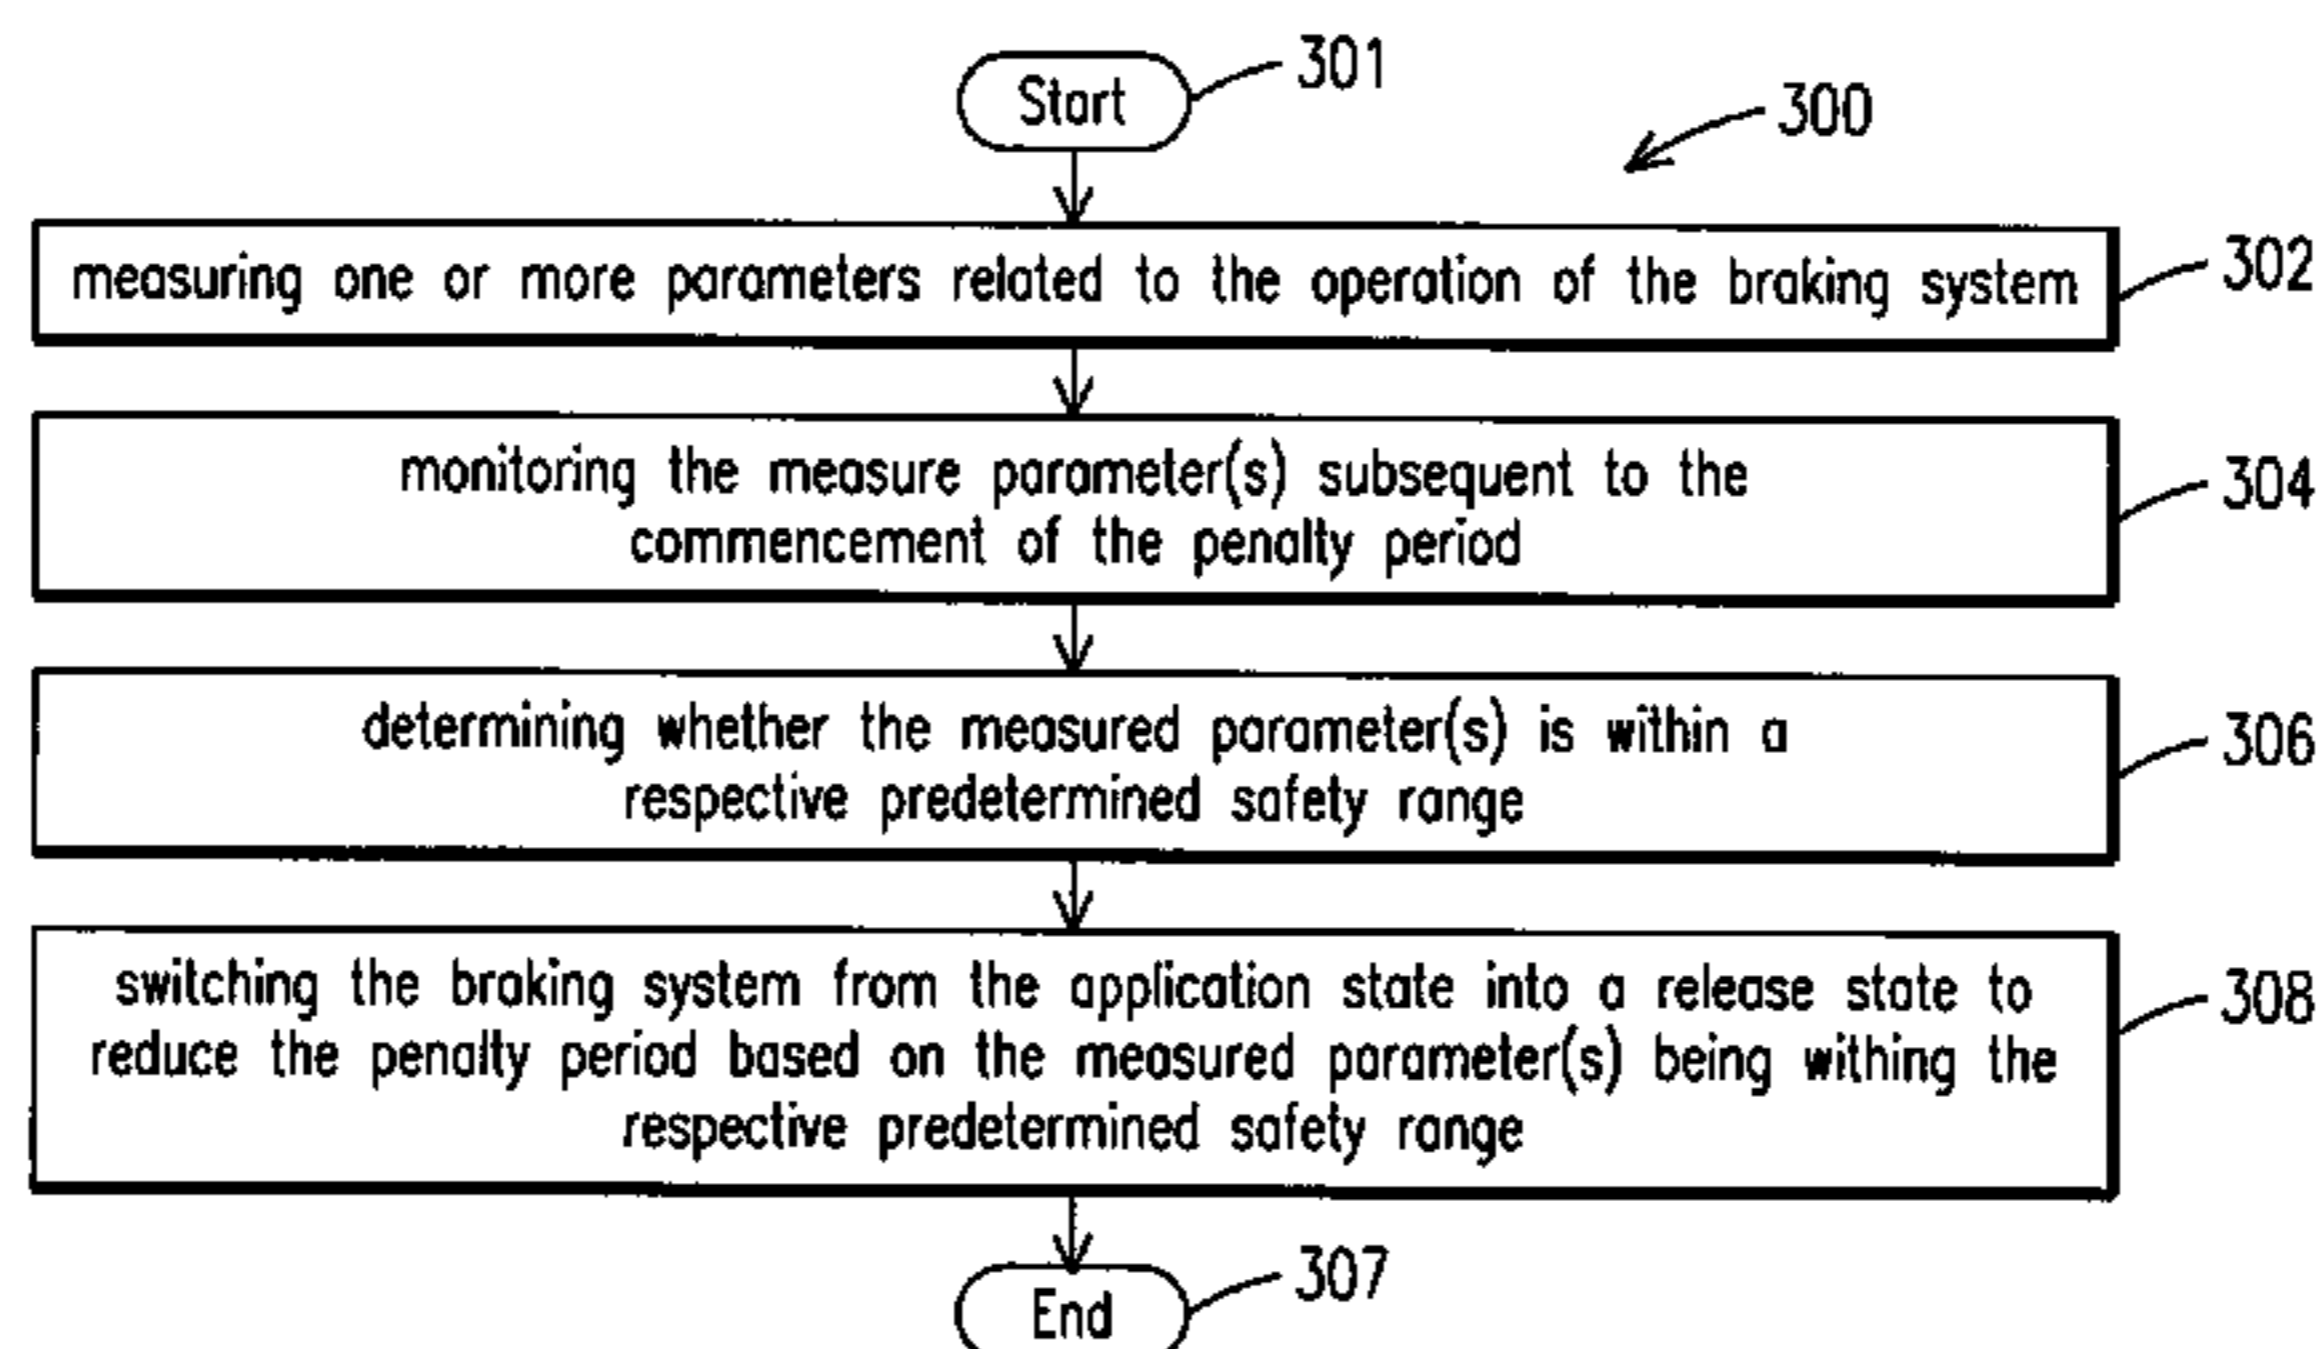 Start
301
300
measuring one or more parameters related to the operation of the braking system
302
monitoring the measure parameter(s) subsequent to the
commencement of the penalty period
304
determining whether the measured parameter(s) is within a
respective predetermined safety range
306
switching the braking system from the application state into a release state to
reduce the penalty period based on the measured parameter(s) being withing the
respective predetermined safety range
308
End
307